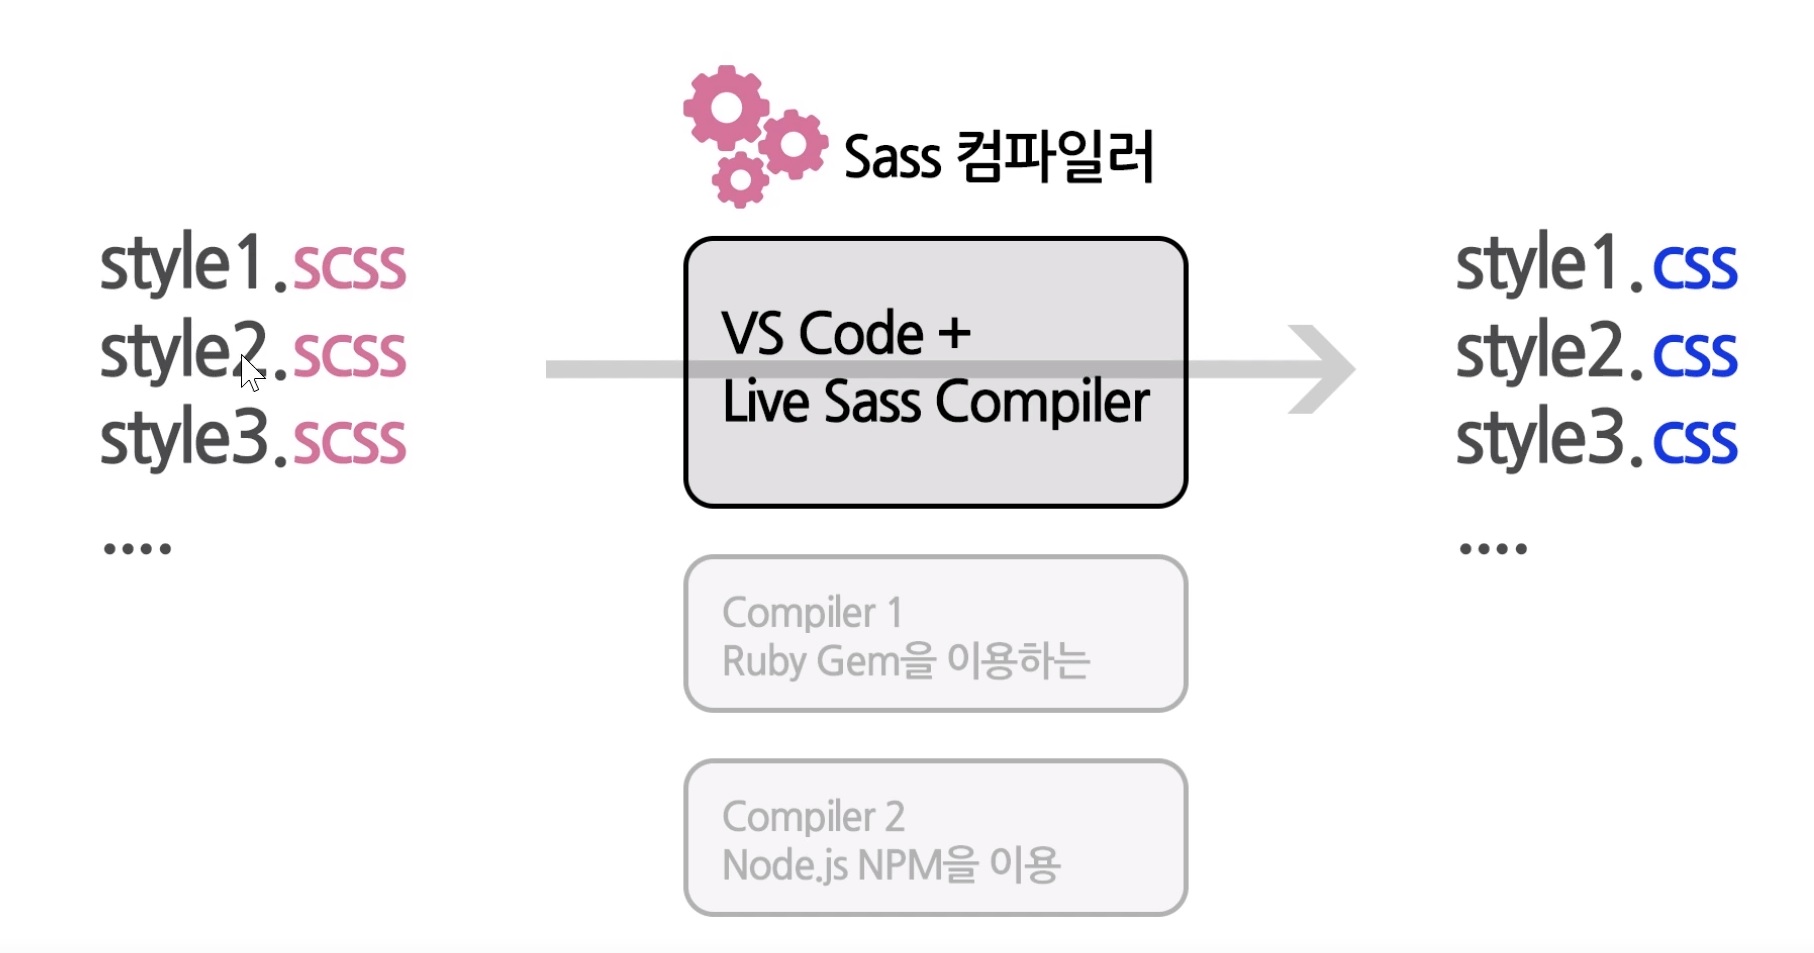 Sass 컴파일러
style1.scss
style2.scss
style3.scss
....
VS Code +
Live Sass Compiler
Compiler 1
Ruby Gem을 이용하는
Compiler 2
Node.js NPM을 이용
style1.css
style2.css
style3.css
....